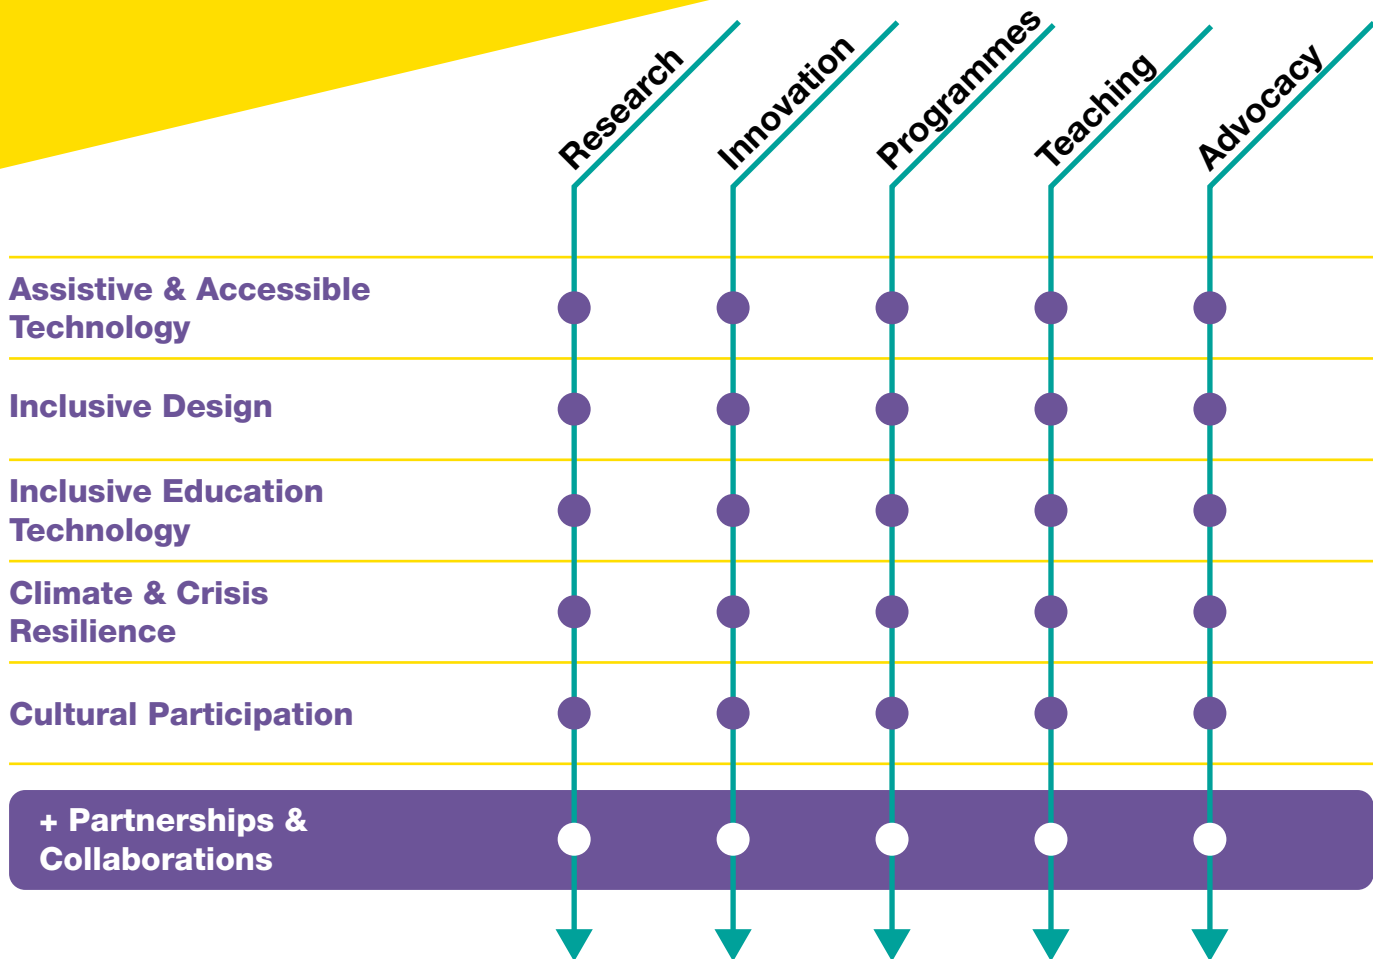 Research
Innovation
Programmes
Teaching
Advocacy
Assistive & Accessible
Technology
Inclusive Design
Inclusive Education
Technology
Climate & Crisis
Resilience
Cultural Participation
+ Partnerships &
Collaborations